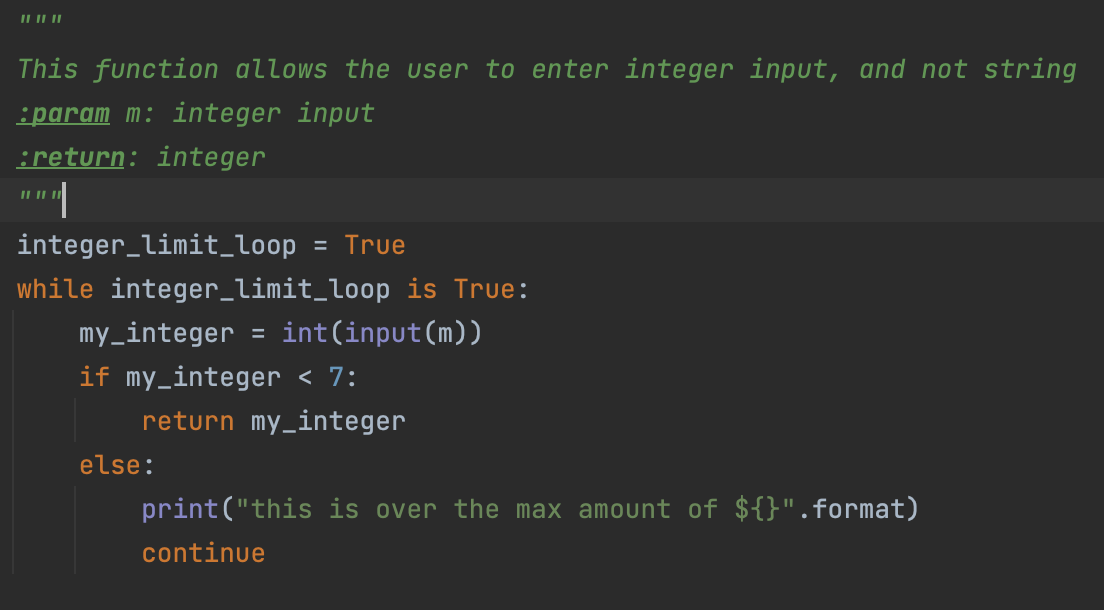 """
This function allows the user to enter integer input, and not string
:param m: integer input
:return: integer
"""
integer_limit_loop = True
while integer_limit_loop is True:
    my_integer = int(input(m))
    if my_integer < 7:
        return my_integer
    else:
        print("this is over the max amount of ${}".format)
        continue